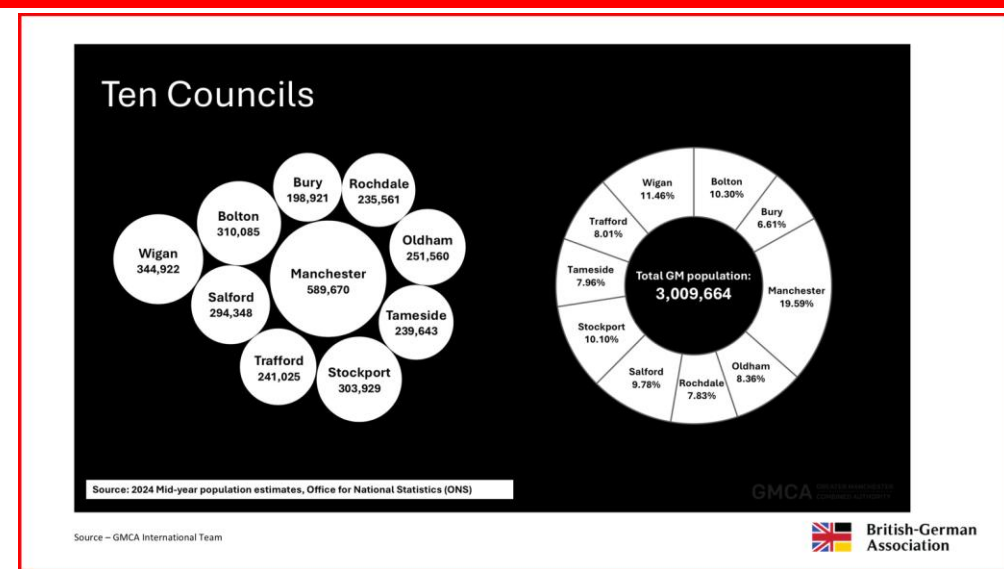 Ten Councils
Bury
198,921
Rochdale
235,561
Bolton
310,085
Oldham
251,560
Wigan
344,922
Manchester
589,670
Salford
294,348
Tameside
239,643
Trafford
241,025
Stockport
303,929
Wigan
11.46%
Bolton
10.30%
Bury
6.61%
Trafford
8.01%
Tameside
7.96%
Total GM population:
3,009,664
Manchester
19.59%
Stockport
10.10%
Salford
9.78%
Rochdale
7.83%
Oldham
8.36%
Source: 2024 Mid-year population estimates, Office for National Statistics (ONS)
GMCA
GREATER MANCHESTER
COMBINED AUTHORITY
Source – GMCA International Team
British-German
Association